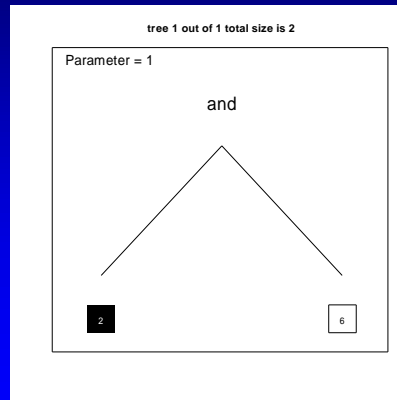 tree 1 out of 1 total size is 2
Parameter = 1
and
2
6